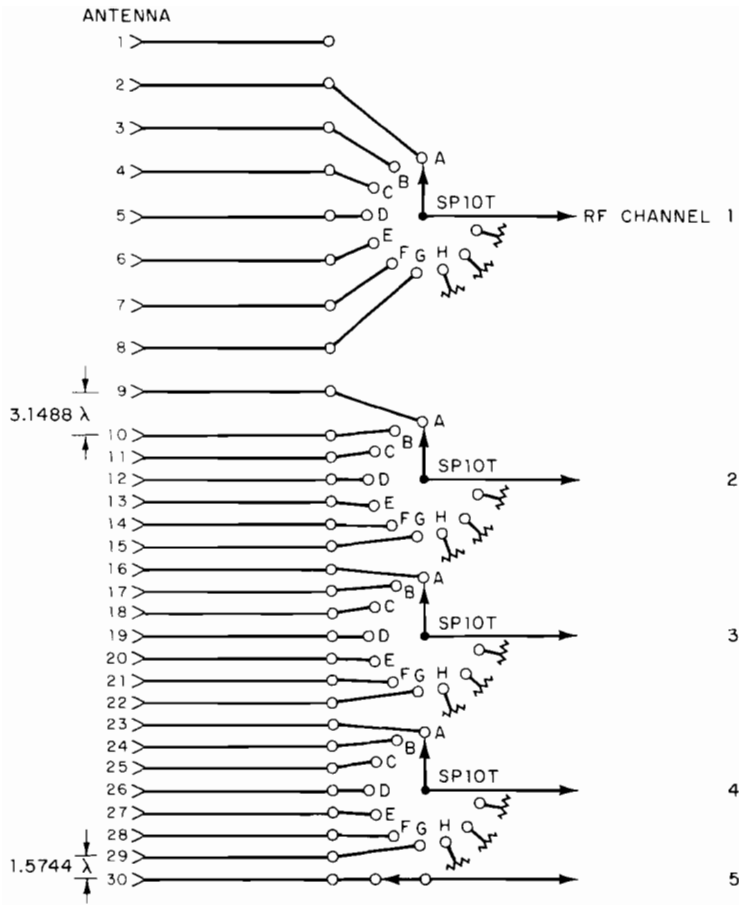 ANTENNA
1
2
3
A
4
B
C
SP10T
5
D
RF CHANNEL 1
E
6
F G H
7
8
9
3.1488 λ
A
10
B
11
C
SP10T
12
D
2
13
E
14
F G H
15
16
A
17
B
18
C
SP10T
19
D
3
20
E
21
F G H
22
23
A
24
B
25
C
SP10T
26
D
4
27
E
28
F G H
29
1.5744 λ
30
5